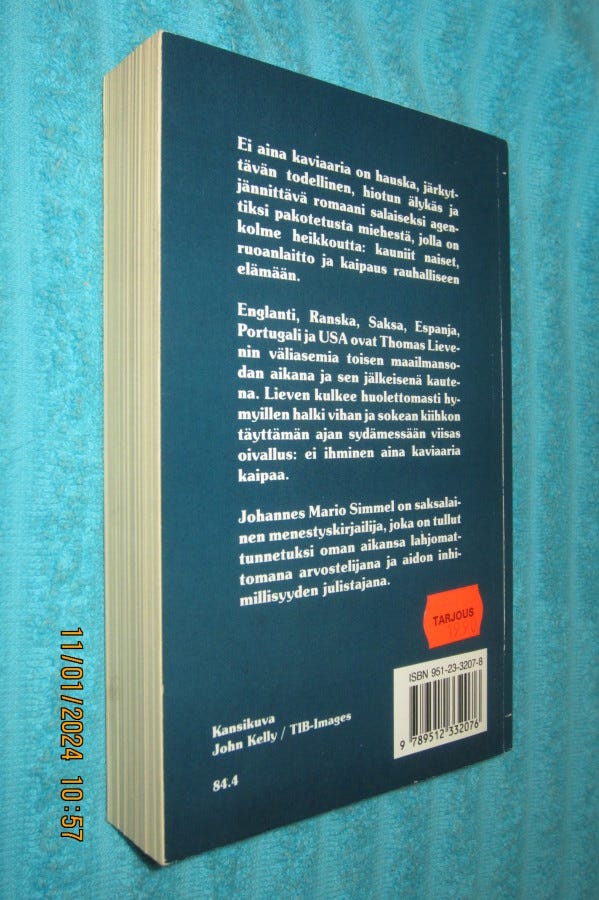 Ei aina kaviaaria on hauska, järkyt-
tävän todellinen, hiotun älykäs ja
jännittävä romaani salaiseksi agen-
tiksi pakotetusta miehestä, jolla on
kolme heikkoutta: kauniit naiset,
ruoanlaitto ja kaipaus rauhalliseen
elämään.
Englanti, Ranska, Saksa, Espanja,
Portugali ja USA ovat Thomas Lieve-
nin väliasemia toisen maailmanso-
dan aikana ja sen jälkeisenä kaute-
na. Lieven kulkee huolettomasti hy-
myillen halki vihan ja sokean kiihkon
täyttämän ajan sydämessään viisas
oivallus: ei ihminen aina kaviaaria
kaipaa.
Johannes Mario Simmel on saksalai-
nen menestyskirjailija, joka on tullut
tunnetuksi oman aikansa lahjomat-
tomana arvostelijana ja aidon inhi-
millisyyden julistajana.
TARJOUS
ISBN 951-23-3207-8
9 789512 332076
Kansikuva
John Kelly / TIB-Images
84.4
11/01/2024 10:57